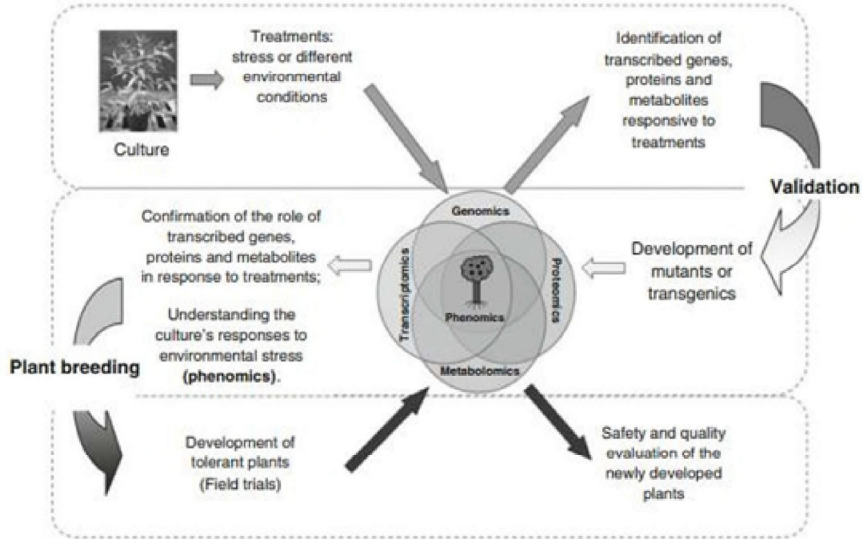 Treatments:
stress or different
environmental
conditions
Culture
Identification of
transcribed genes,
proteins and
metabolites
responsive to
treatments
Validation
Genomics
Transcriptomics
Proteomics
Phenomics
Metabolomics
Development of
mutants or
transgenics
Confirmation of the role of
transcribed genes,
proteins and metabolites
in response to treatments;
Understanding the
culture's responses to
environmental stress
(phenomics).
Plant breeding
Development of
tolerant plants
(Field trials)
Safety and quality
evaluation of the
newly developed
plants